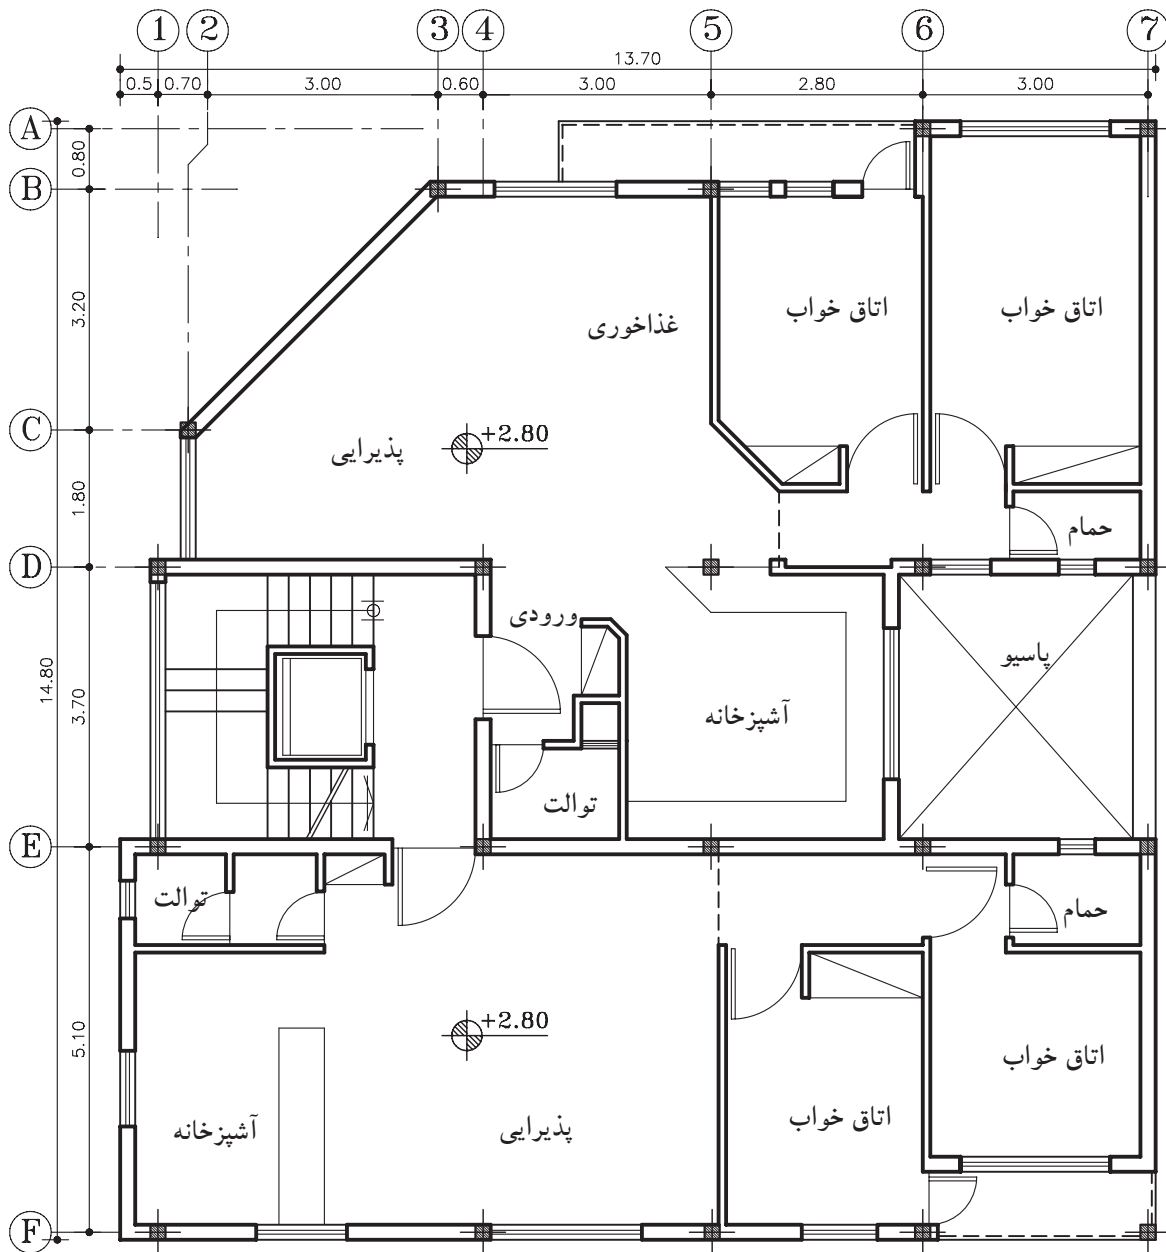 1 2 3 4 5 6 7
13.70
0.5 0.70 3.00 0.60 3.00 2.80 3.00
A
0.80
B
3.20
اتاق خواب
اتاق خواب
غذاخوری
C
پذیرایی
+2.80
1.80
حمام
D
ورودی
پاسیو
14.80
3.70
آشپزخانه
توالت
E
توالت
حمام
+2.80
5.10
اتاق خواب
آشپزخانه
پذیرایی
اتاق خواب
F